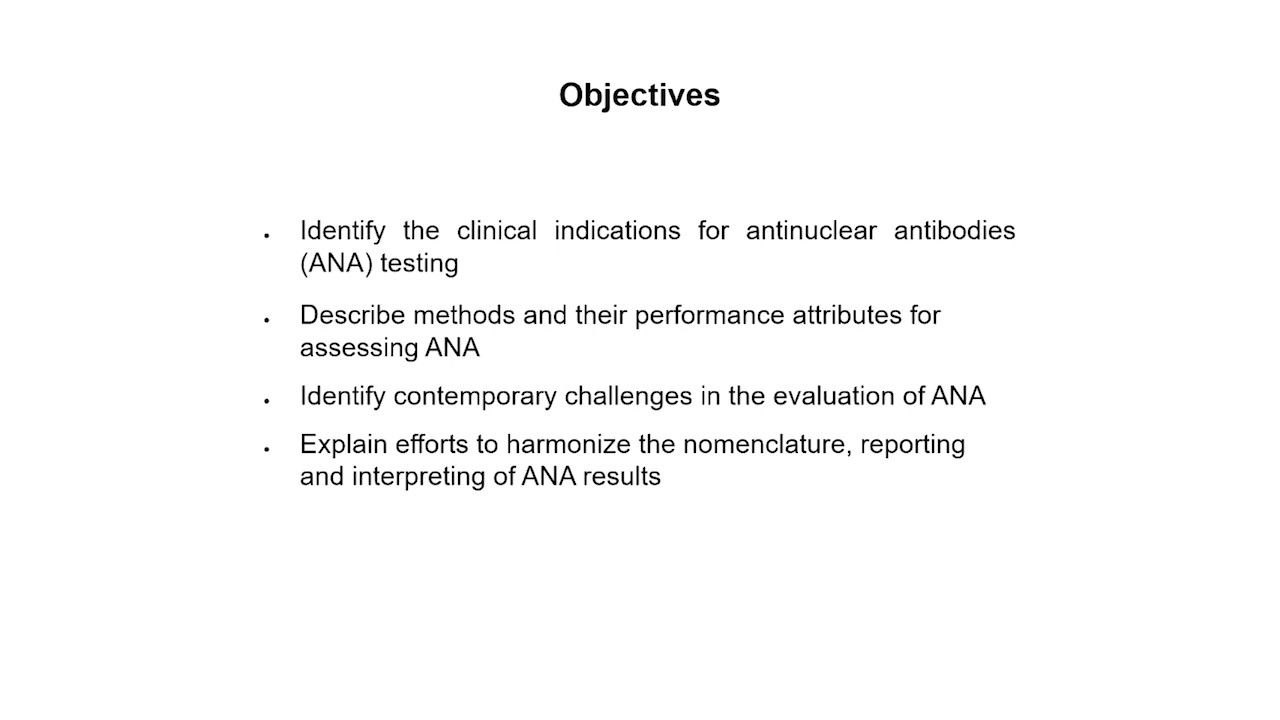 Objectives
• Identify the clinical indications for antinuclear antibodies
(ANA) testing
• Describe methods and their performance attributes for
assessing ANA
• Identify contemporary challenges in the evaluation of ANA
• Explain efforts to harmonize the nomenclature, reporting
and interpreting of ANA results